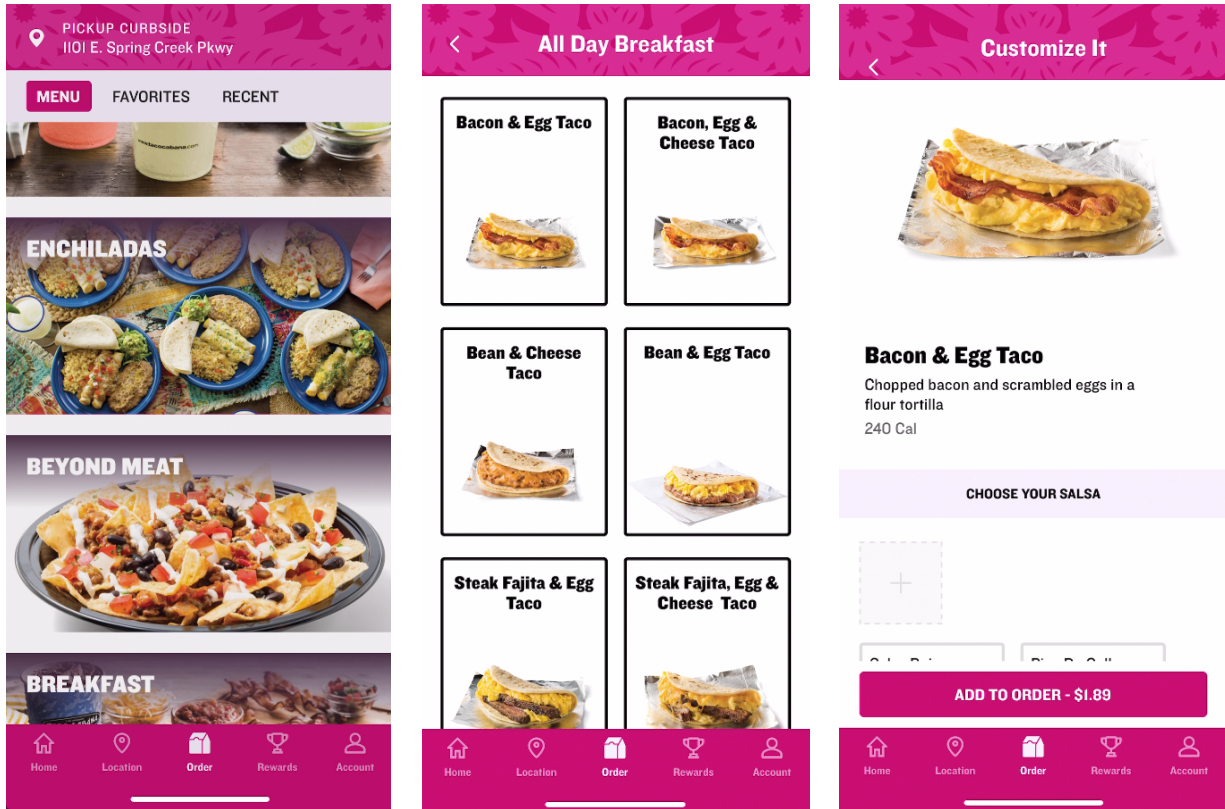 PICKUP CURBSIDE
1101 E. Spring Creek Pkwy
MENU
FAVORITES
RECENT
ENCHILADAS
BEYOND MEAT
BREAKFAST
Home
Location
Order
Rewards
Account
All Day Breakfast
Bacon & Egg Taco
Bacon, Egg &
Cheese Taco
Bean & Cheese
Taco
Bean & Egg Taco
Steak Fajita & Egg
Taco
Steak Fajita, Egg &
Cheese Taco
Home
Location
Order
Rewards
Account
Customize It
Bacon & Egg Taco
Chopped bacon and scrambled eggs in a
flour tortilla
240 Cal
CHOOSE YOUR SALSA
ADD TO ORDER - $1.89
Home
Location
Order
Rewards
Account